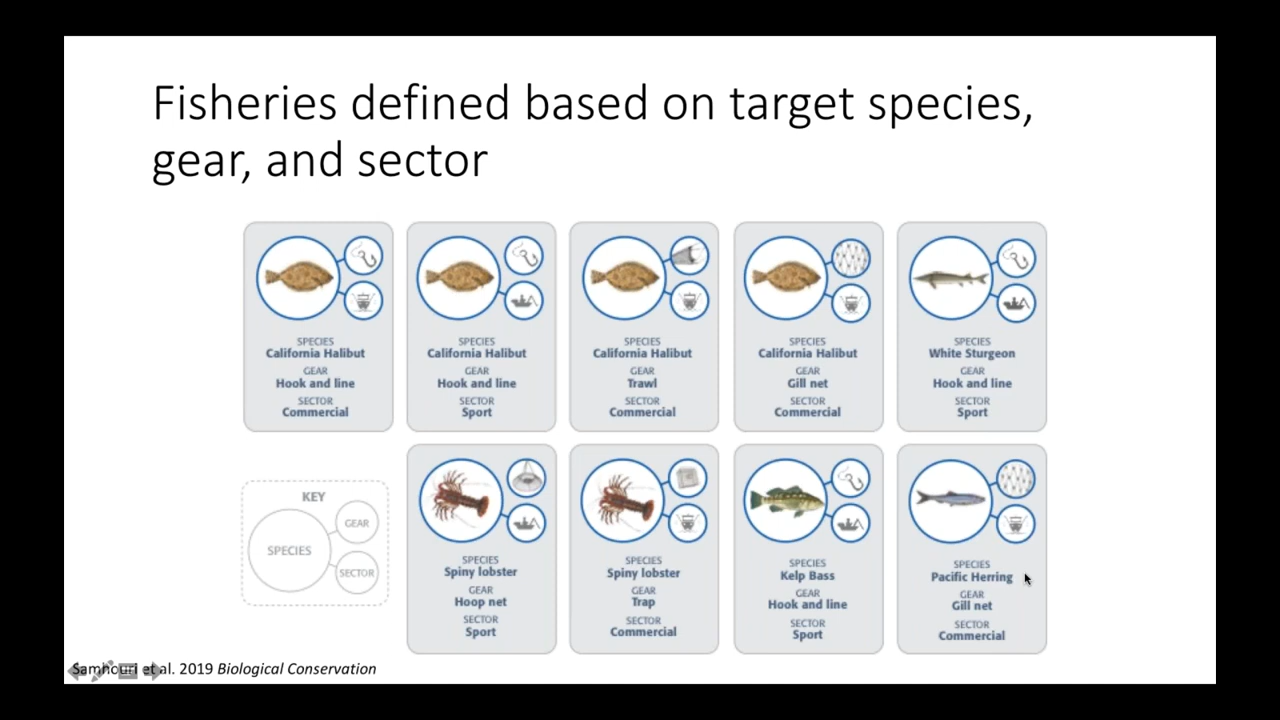 Fisheries defined based on target species,
gear, and sector
SPECIES
California Halibut
GEAR
Hook and line
SECTOR
Commercial
SPECIES
California Halibut
GEAR
Hook and line
SECTOR
Sport
SPECIES
California Halibut
GEAR
Trawl
SECTOR
Commercial
SPECIES
California Halibut
GEAR
Gill net
SECTOR
Commercial
SPECIES
White Sturgeon
GEAR
Hook and line
SECTOR
Sport
KEY
SPECIES
GEAR
SECTOR
SPECIES
Spiny lobster
GEAR
Hoop net
SECTOR
Sport
SPECIES
Spiny lobster
GEAR
Trap
SECTOR
Commercial
SPECIES
Kelp Bass
GEAR
Hook and line
SECTOR
Sport
SPECIES
Pacific Herring
GEAR
Gill net
SECTOR
Commercial
Samhouri et al. 2019 Biological Conservation